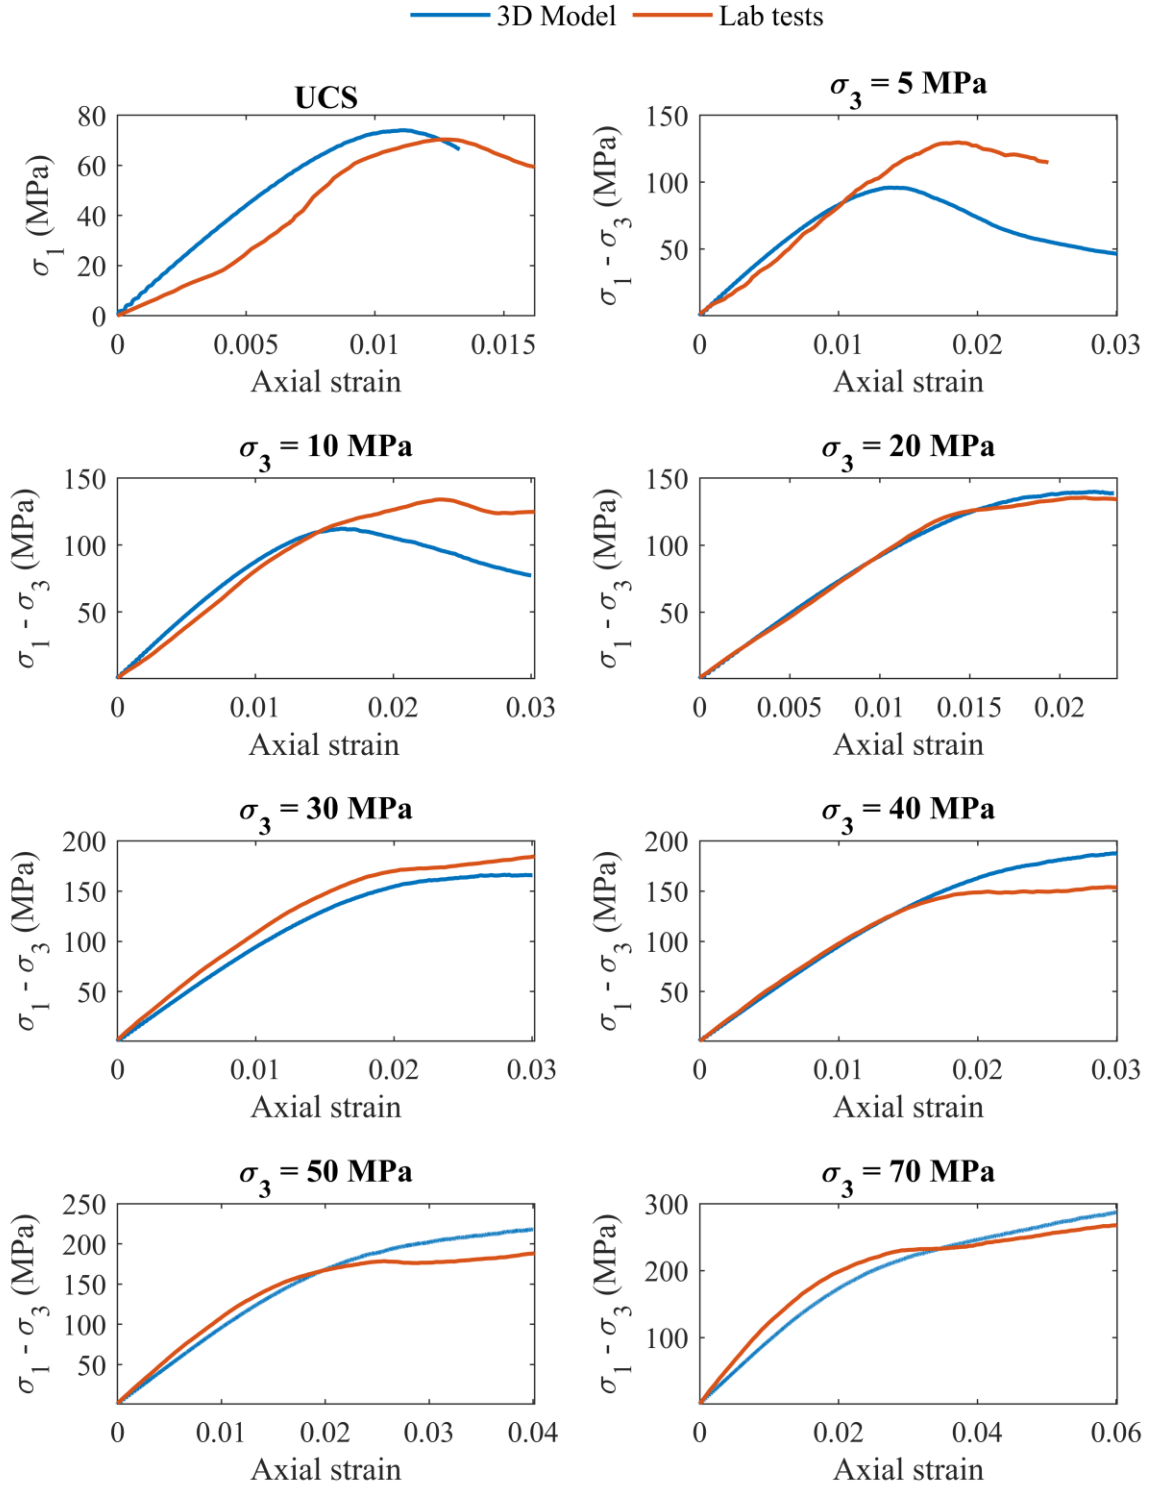 3D Model Lab tests
UCS
80
60
40
20
0
σ1 (MPa)
0 0.005 0.01 0.015
Axial strain
σ3 = 5 MPa
150
100
50
σ1 - σ3 (MPa)
0 0.01 0.02 0.03
Axial strain
σ3 = 10 MPa
150
100
50
σ1 - σ3 (MPa)
0 0.01 0.02 0.03
Axial strain
σ3 = 20 MPa
150
100
50
σ1 - σ3 (MPa)
0 0.005 0.01 0.015 0.02
Axial strain
σ3 = 30 MPa
200
150
100
50
σ1 - σ3 (MPa)
0 0.01 0.02 0.03
Axial strain
σ3 = 40 MPa
200
150
100
50
σ1 - σ3 (MPa)
0 0.01 0.02 0.03
Axial strain
σ3 = 50 MPa
250
200
150
100
50
σ1 - σ3 (MPa)
0 0.01 0.02 0.03 0.04
Axial strain
σ3 = 70 MPa
300
200
100
σ1 - σ3 (MPa)
0 0.02 0.04 0.06
Axial strain